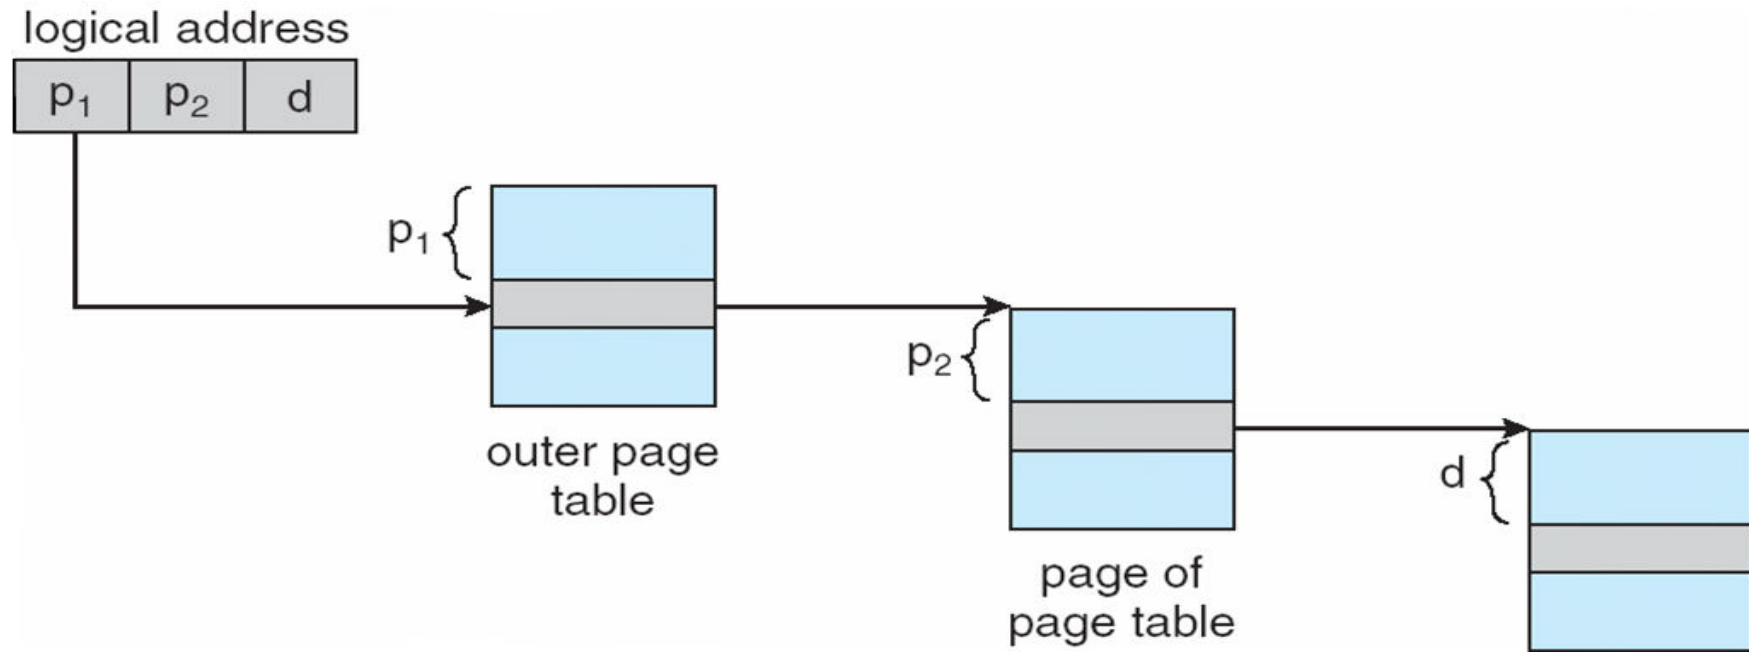 logical address
p₁ p₂ d
p₁
outer page
table
p₂
page of
page table
d